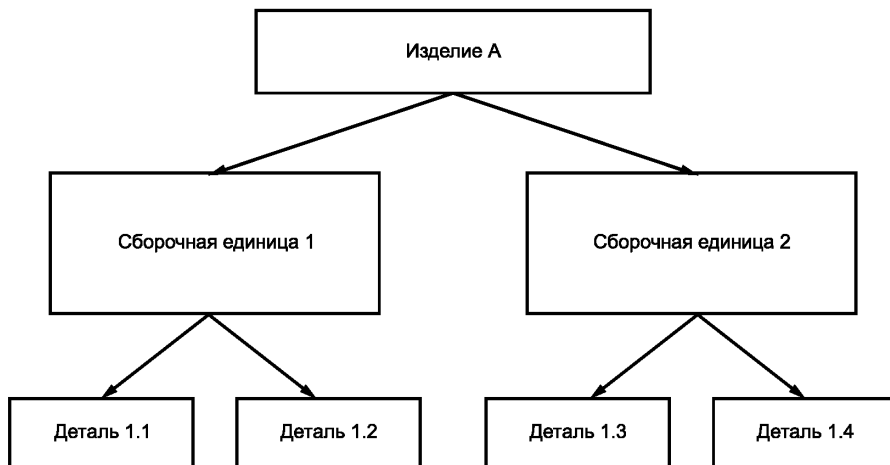 Изделие А
Сборочная единица 1
Сборочная единица 2
Деталь 1.1
Деталь 1.2
Деталь 1.3
Деталь 1.4